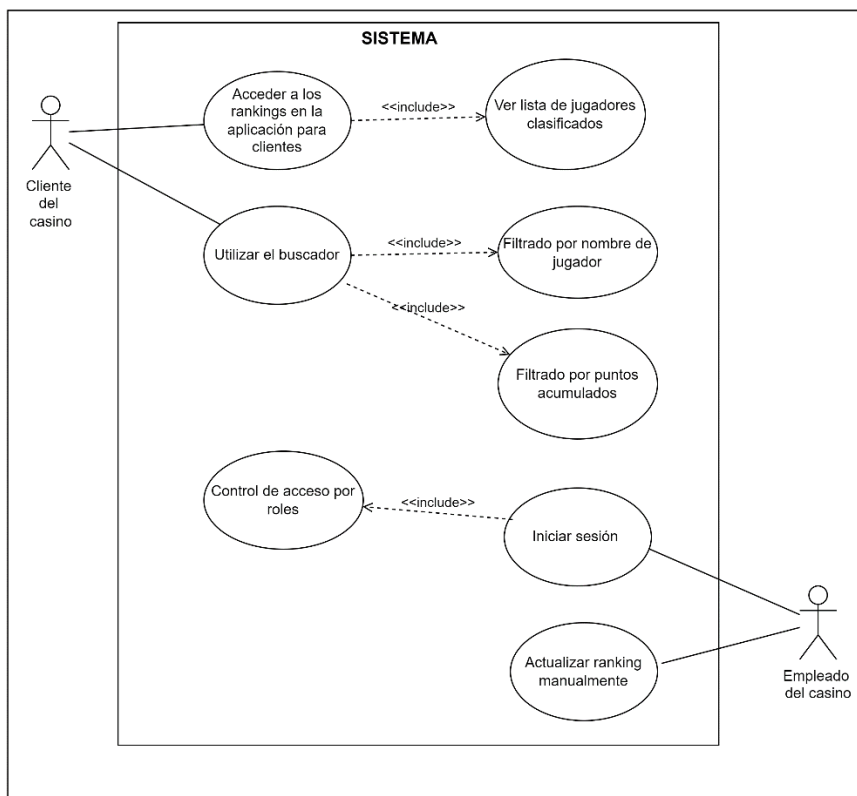 SISTEMA
Acceder a los
rankings en la
aplicación para
clientes
<<include>>
Ver lista de jugadores
clasificados
Cliente
del
casino
Utilizar el buscador
<<include>>
Filtrado por nombre de
jugador
<<include>>
Filtrado por puntos
acumulados
Control de acceso por
roles
<<include>>
Iniciar sesión
Actualizar ranking
manualmente
Empleado
del casino